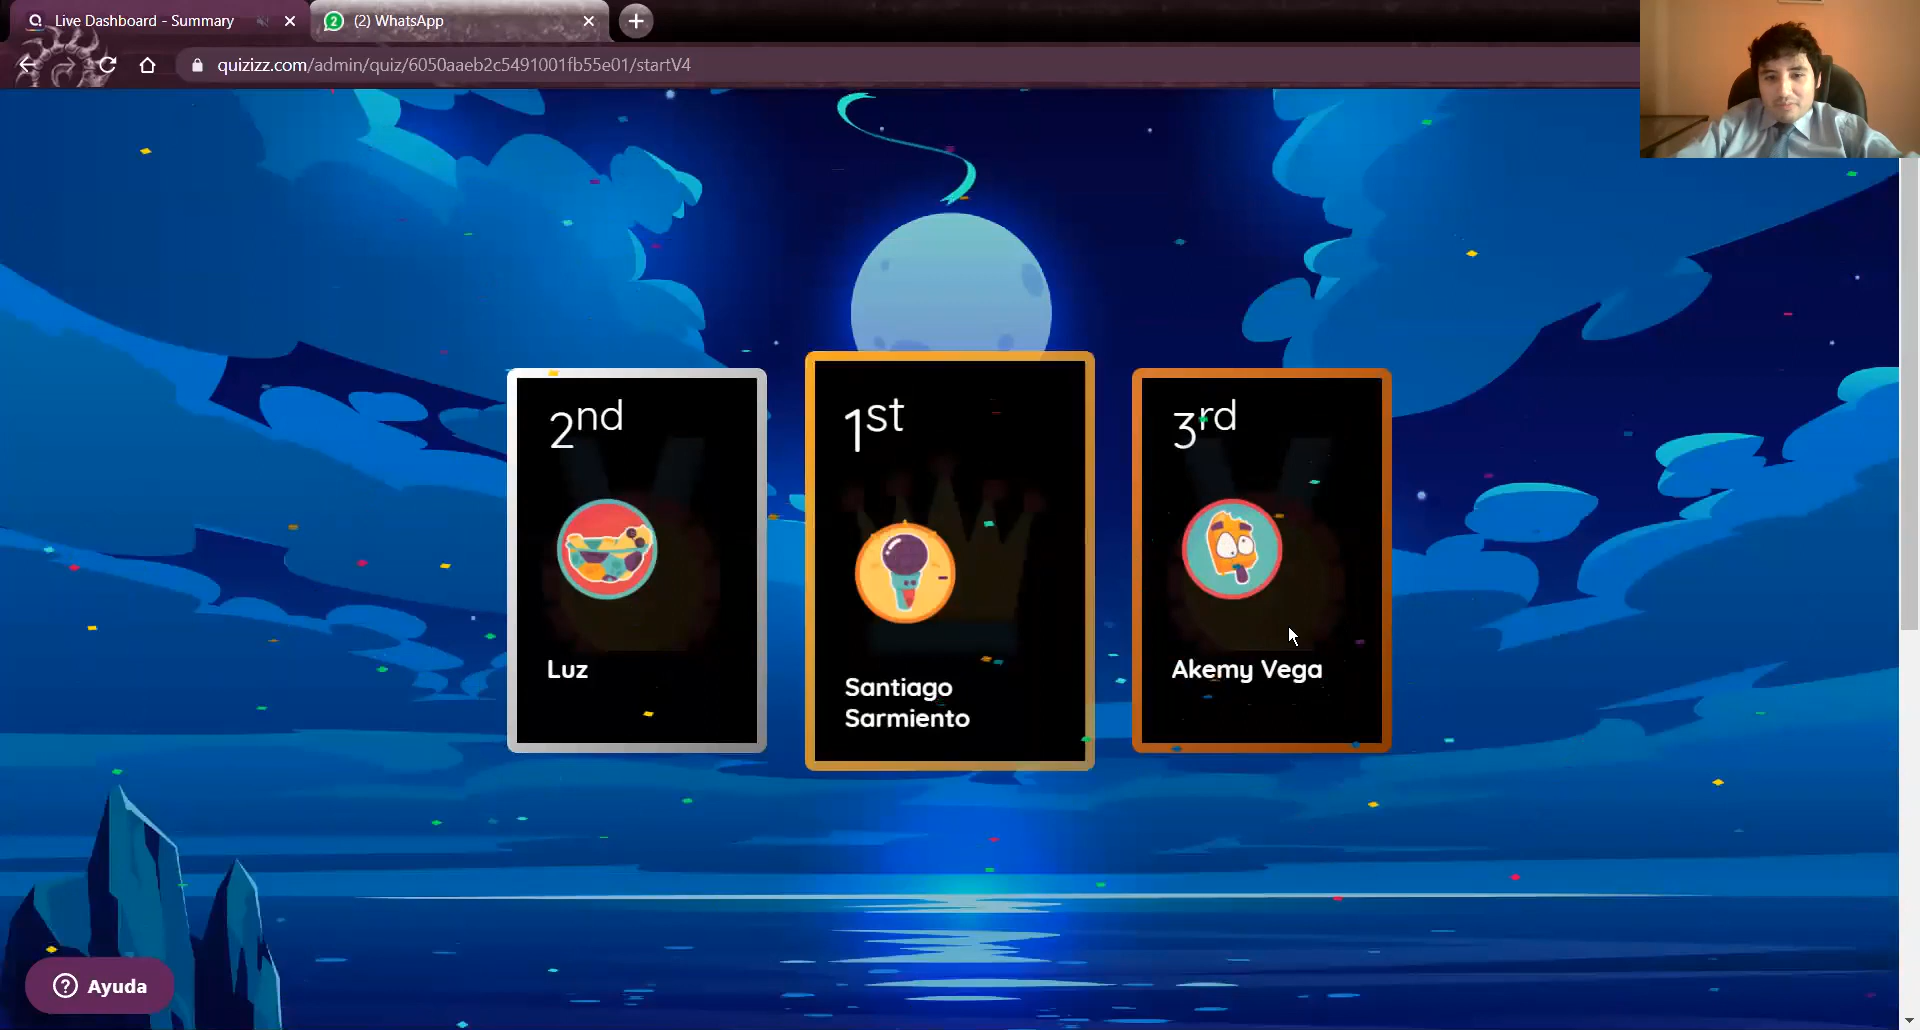 Live Dashboard - Summary
2
(2) WhatsApp
quizizz.com/admin/quiz/6050aaeb2c5491001fb55e01/startV4
2nd
1st
3rd
Luz
Santiago
Sarmiento
Akemy Vega
? Ayuda